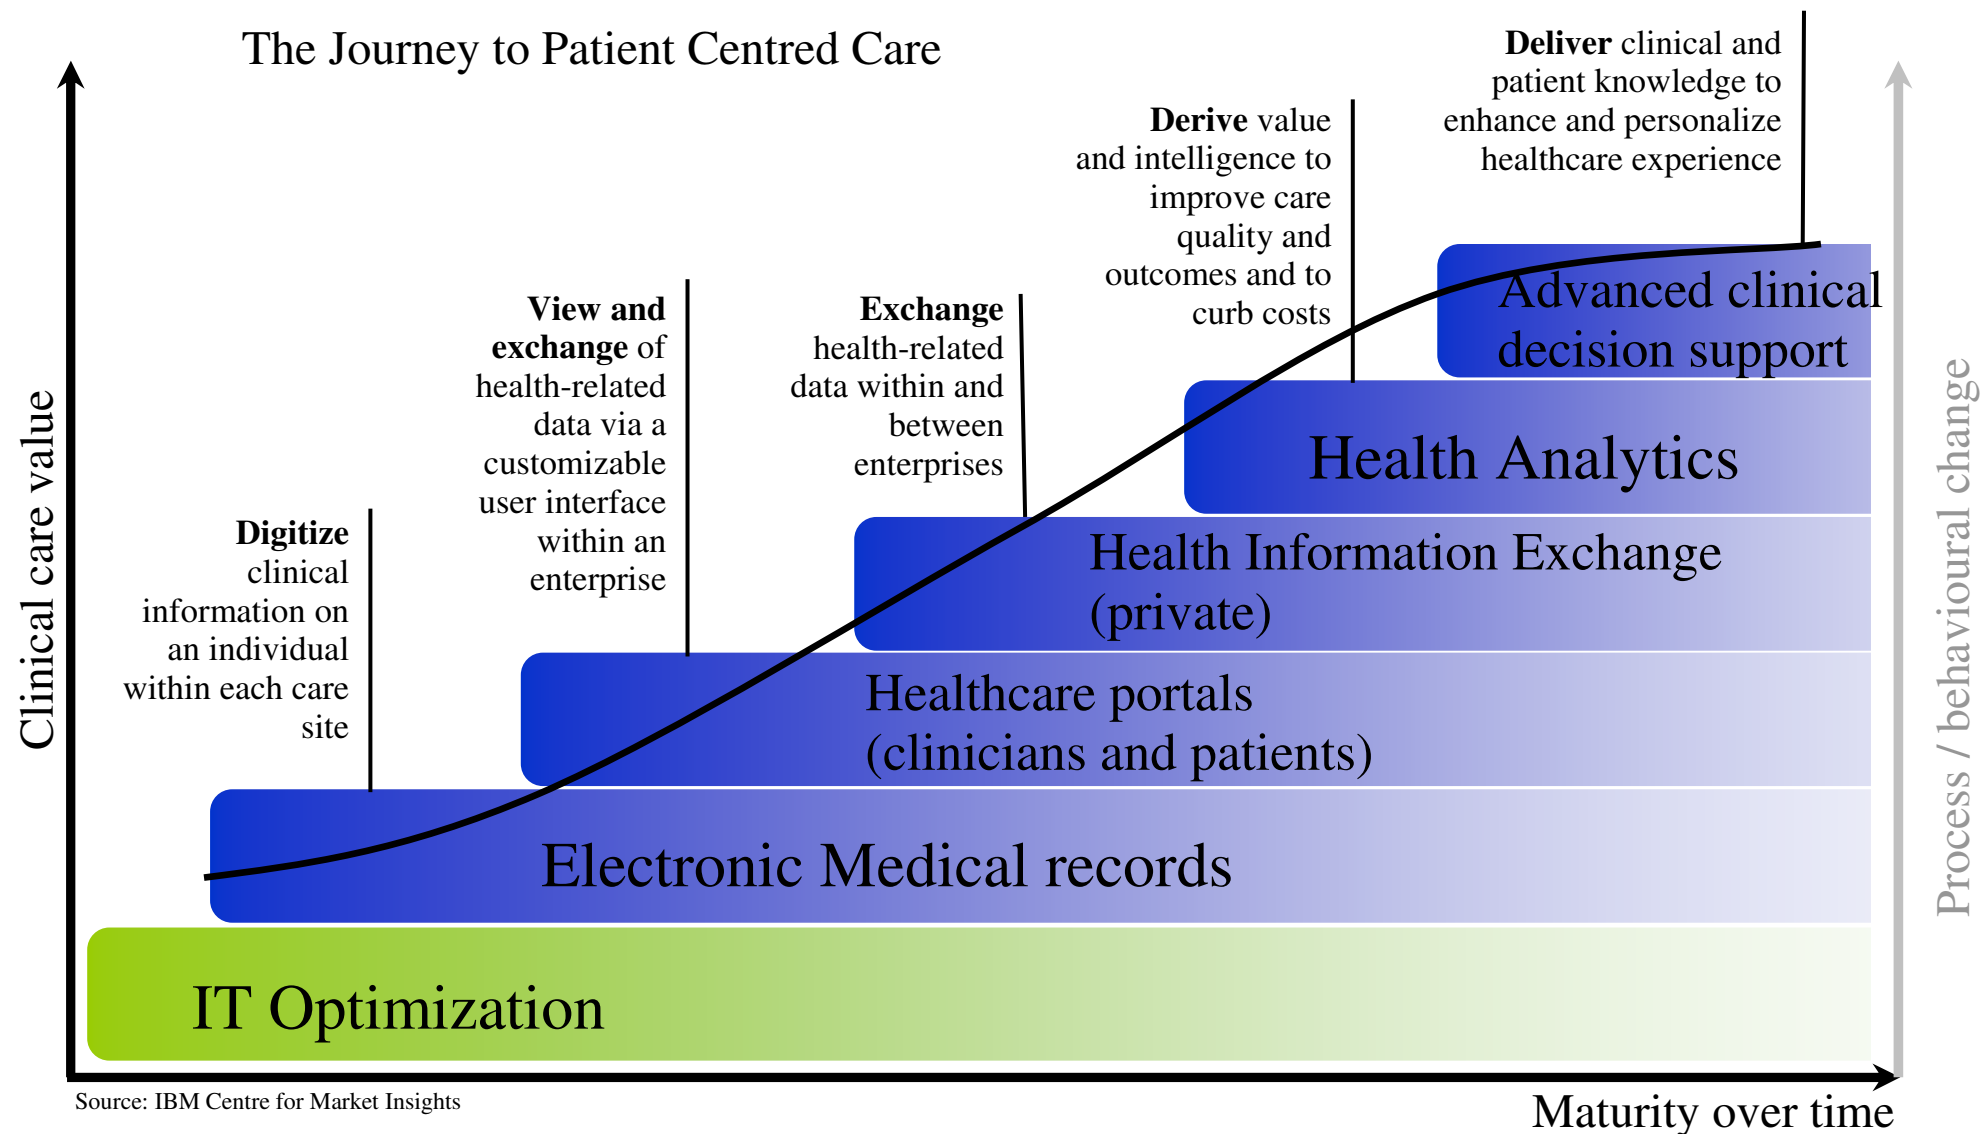 The Journey to Patient Centred Care
Deliver clinical and
patient knowledge to
enhance and personalize
healthcare experience
Derive value
and intelligence to
improve care
quality and
outcomes and to
curb costs
Exchange
health-related
data within and
between
enterprises
View and
exchange of
health-related
data via a
customizable
user interface
within an
enterprise
Digitize
clinical
information on
an individual
within each care
site
Advanced clinical
decision support
Health Analytics
Health Information Exchange
(private)
Healthcare portals
(clinicians and patients)
Electronic Medical records
IT Optimization
Clinical care value
Process / behavioural change
Maturity over time
Source: IBM Centre for Market Insights